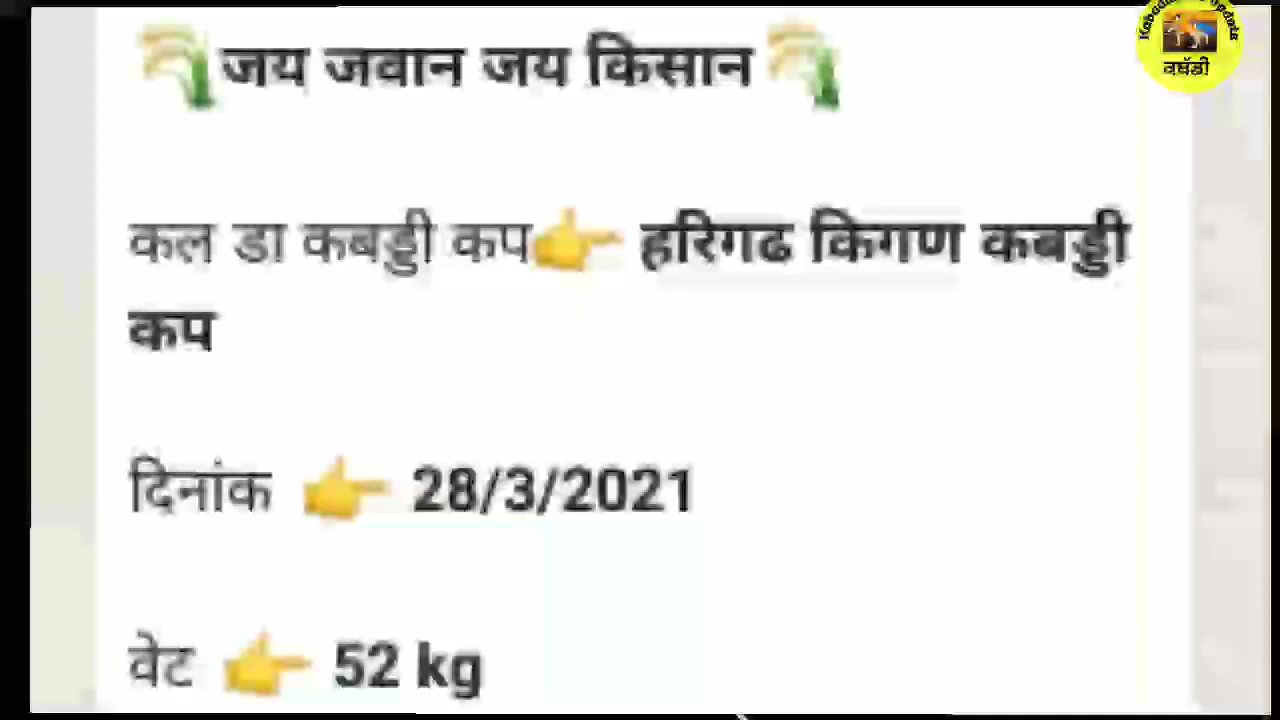 🌾जय जवान जय किसान🌾
कल डा कबड्डी कप👉 हरिगढ किगण कबड्डी
कप
दिनांक 👉 28/3/2021
वेट 👉 52 kg